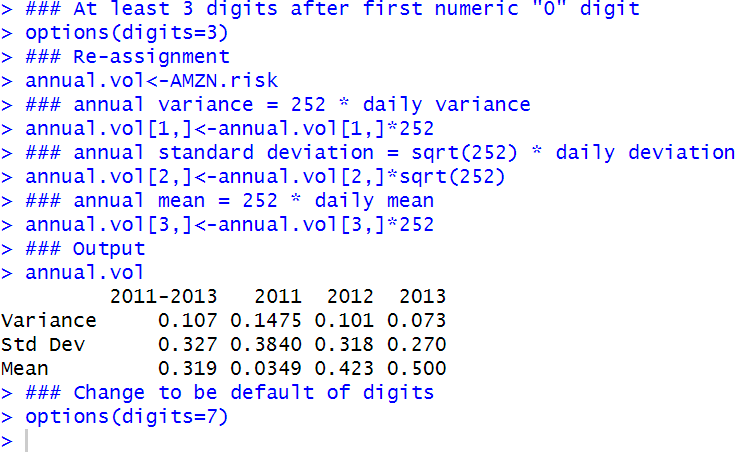 > ### At least 3 digits after first numeric "0" digit
> options(digits=3)
> ### Re-assignment
> annual.vol<-AMZN.risk
> ### annual variance = 252 * daily variance
> annual.vol[1,]<-annual.vol[1,]*252
> ### annual standard deviation = sqrt(252) * daily deviation
> annual.vol[2,]<-annual.vol[2,]*sqrt(252)
> ### annual mean = 252 * daily mean
> annual.vol[3,]<-annual.vol[3,]*252
> ### Output
> annual.vol
         2011-2013   2011  2012  2013
Variance     0.107 0.1475 0.101 0.073
Std Dev      0.327 0.3840 0.318 0.270
Mean         0.319 0.0349 0.423 0.500
> ### Change to be default of digits
> options(digits=7)
>